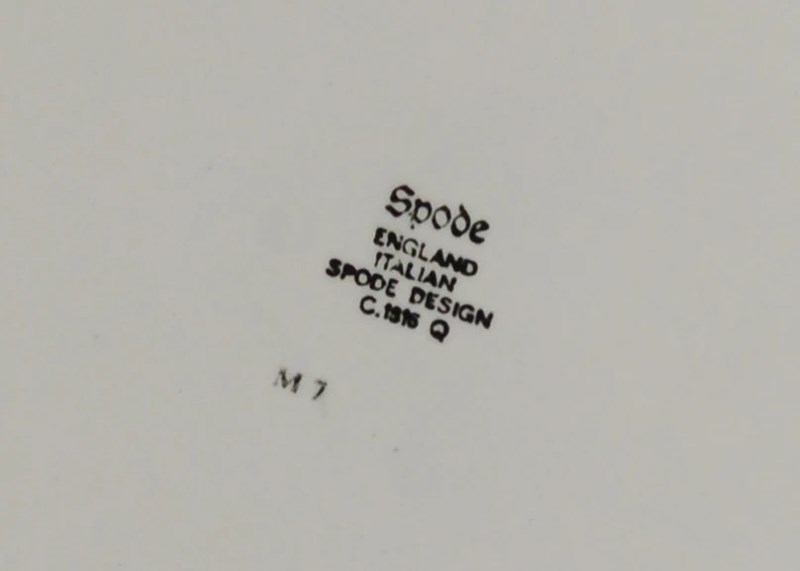 Spode
ENGLAND
ITALIAN
SPODE DESIGN
C.1816 Q
M 7